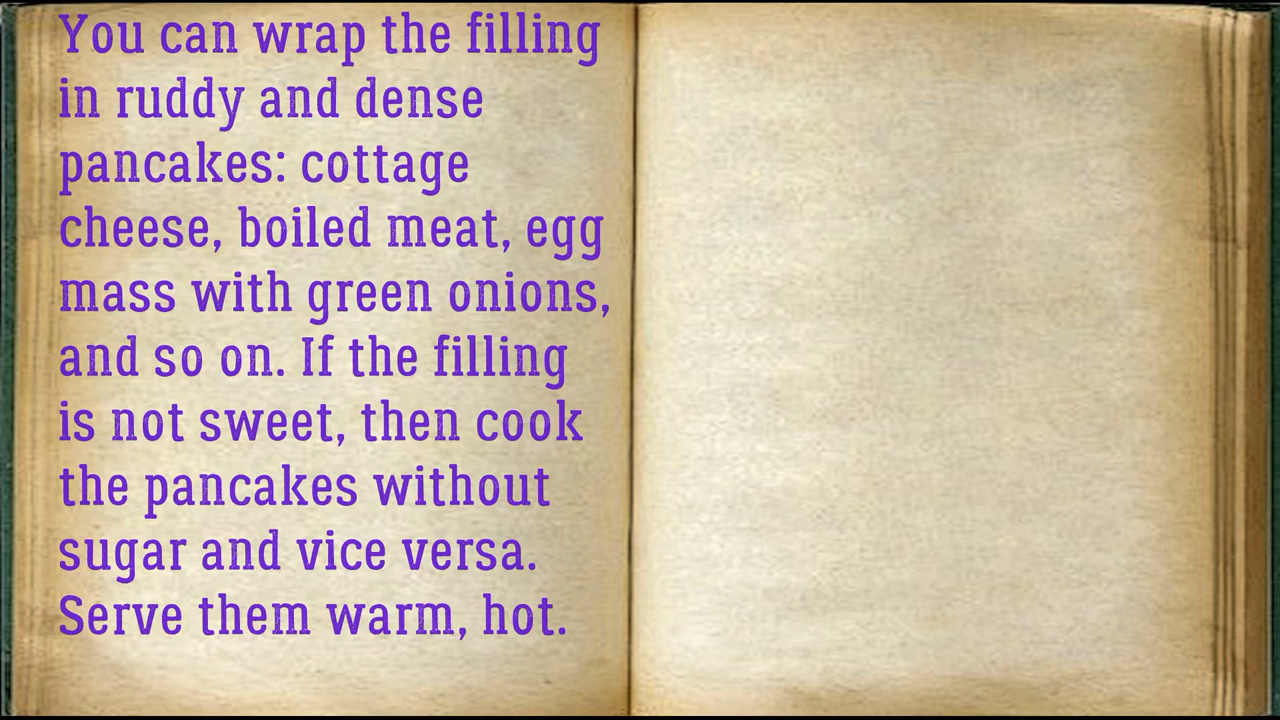 You can wrap the filling
in ruddy and dense
pancakes: cottage
cheese, boiled meat, egg
mass with green onions,
and so on. If the filling
is not sweet, then cook
the pancakes without
sugar and vice versa.
Serve them warm, hot.